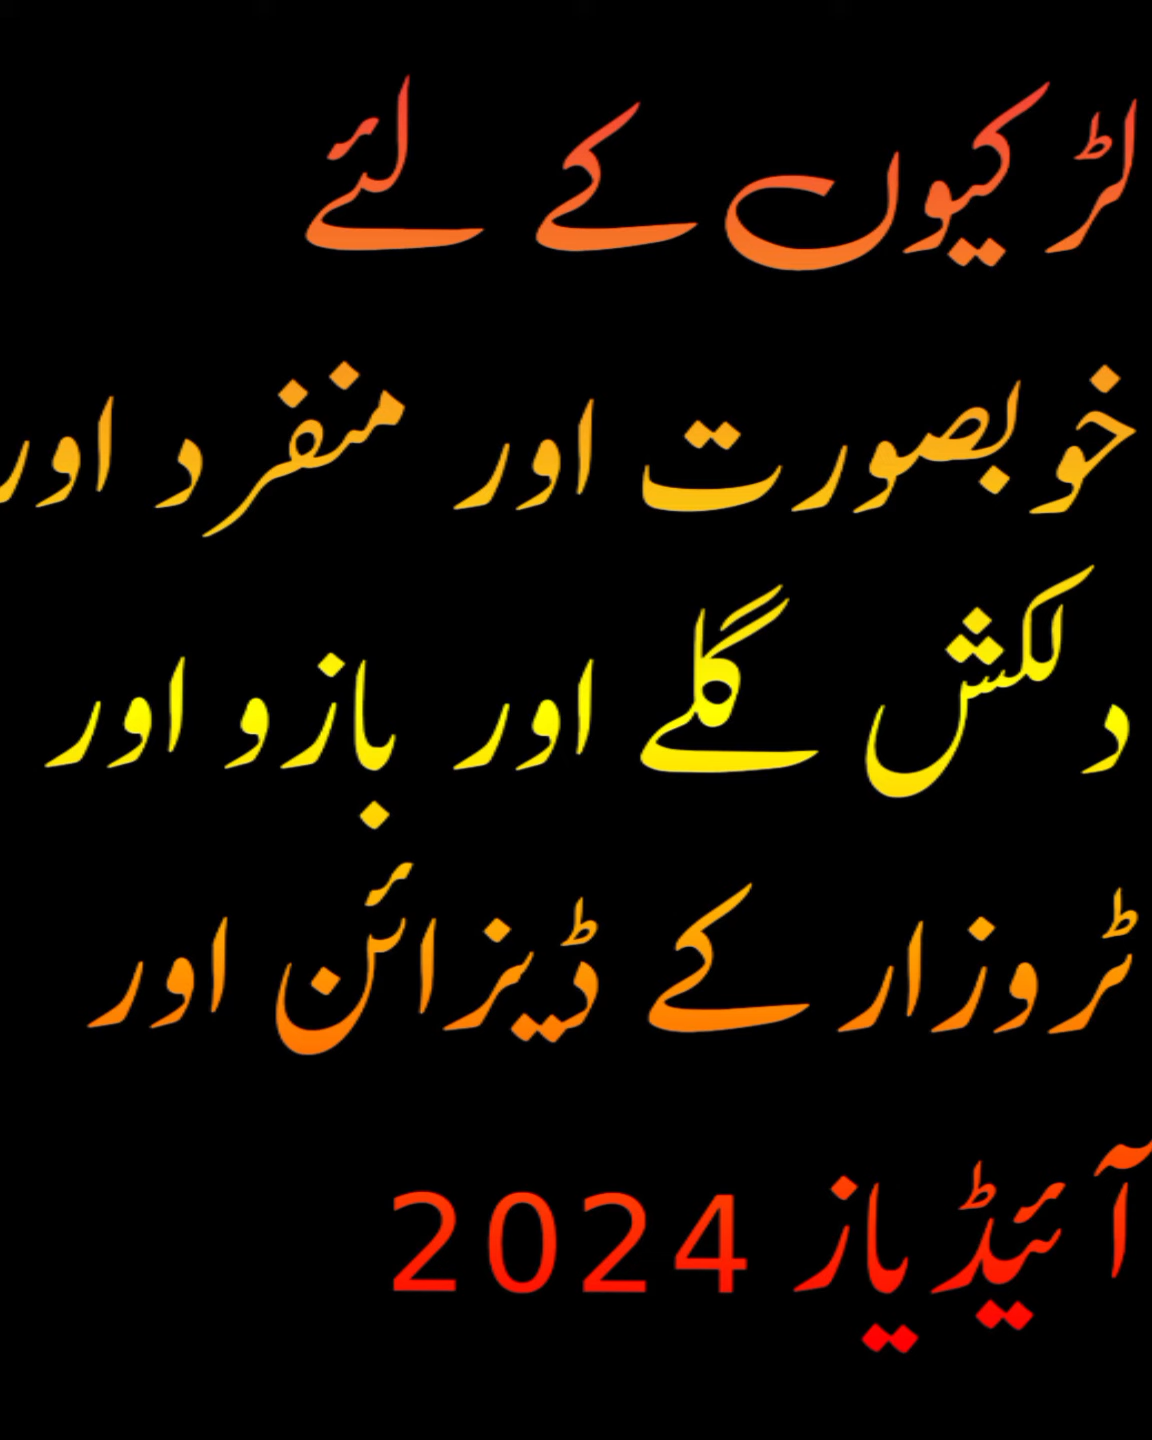 لڑکیوں کے لئے
خوبصورت اور منفرد اور
دلکش گلے اور بازو اور
ٹروزار کے ڈیزائن اور
آئیڈیاز 2024